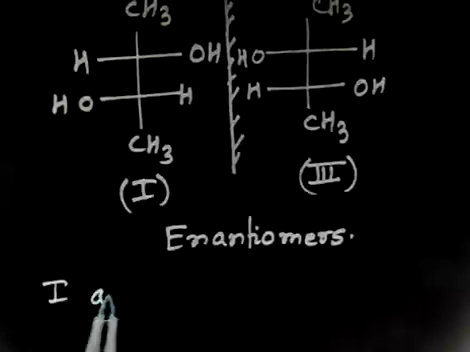 CH3 CH3
H OH HO H
HO H H OH
CH3 CH3
(I) (III)
Enantiomers.
I a